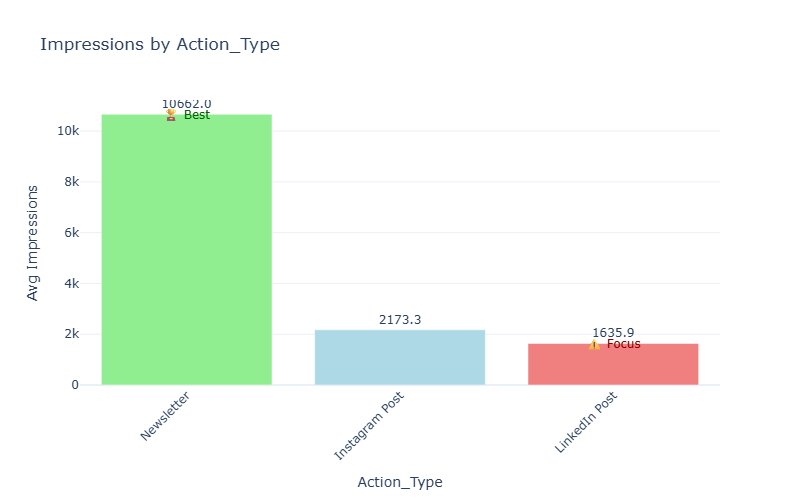 Impressions by Action_Type
10662.0
🏆 Best
10k
8k
6k
4k
2k
0
Avg Impressions
2173.3
1635.9
⚠️ Focus
Newsletter
Instagram Post
LinkedIn Post
Action_Type